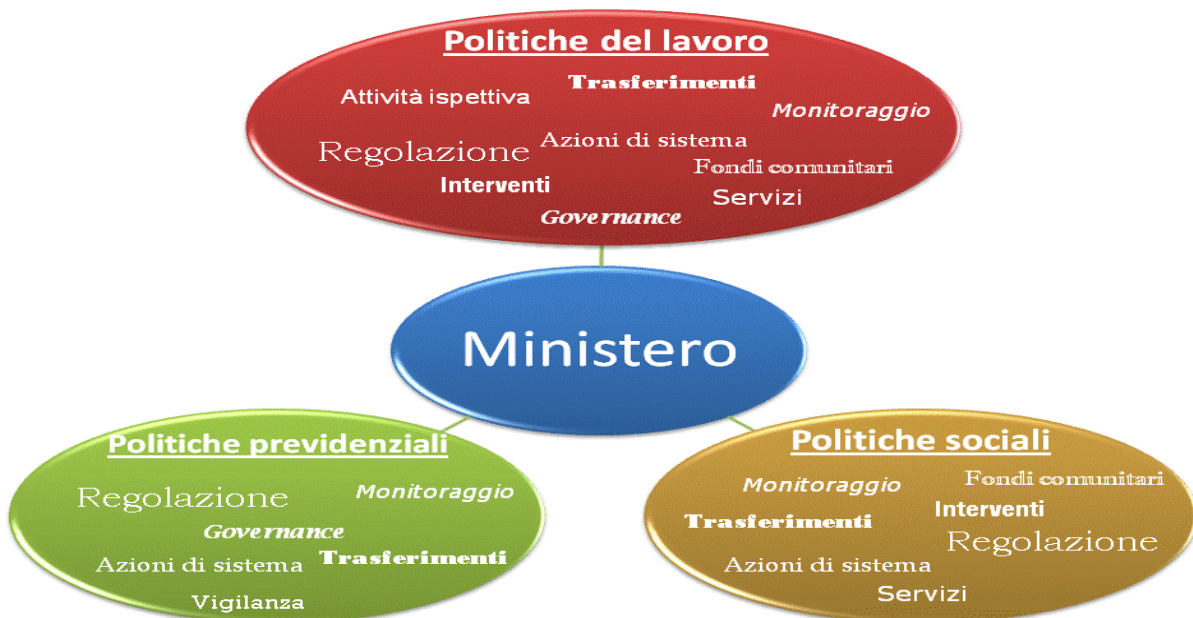 Politiche del lavoro
Trasferimenti
Attività ispettiva
Monitoraggio
Azioni di sistema
Regolazione
Fondi comunitari
Interventi
Servizi
Governance
Ministero
Politiche previdenziali
Regolazione
Monitoraggio
Governance
Azioni di sistema
Trasferimenti
Vigilanza
Politiche sociali
Fondi comunitari
Monitoraggio
Interventi
Trasferimenti
Regolazione
Azioni di sistema
Servizi